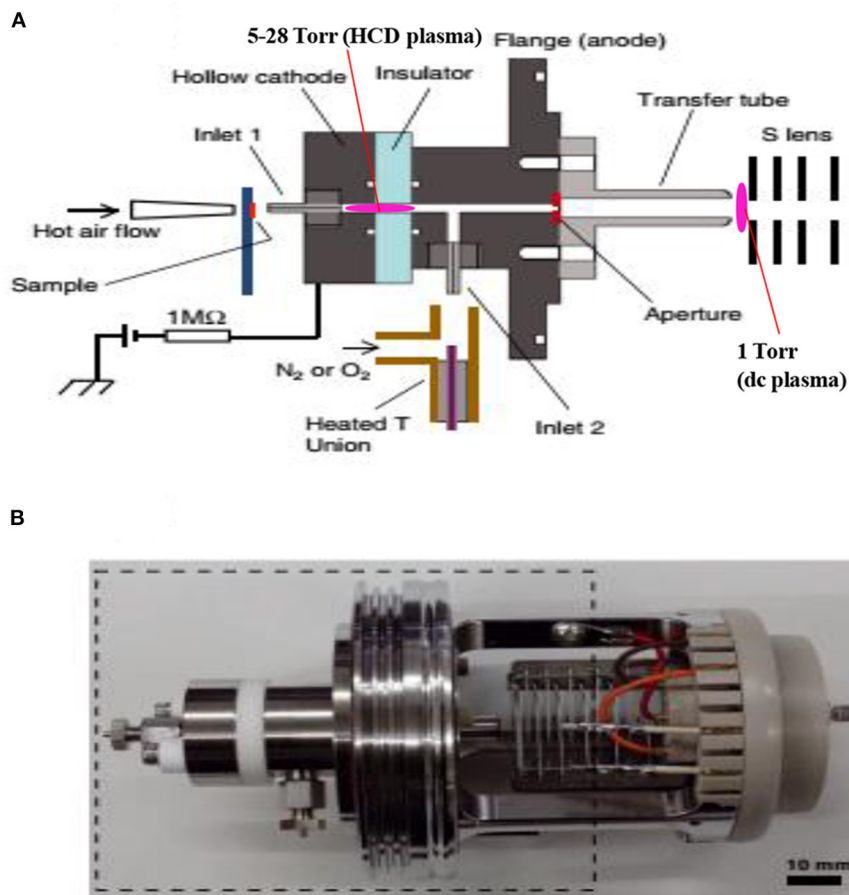 A
5-28 Torr (HCD plasma)
Flange (anode)
Hollow cathode
Insulator
Transfer tube
Inlet 1
S lens
Hot air flow
Sample
Aperture
1MΩ
1 Torr
(dc plasma)
N₂ or O₂
Heated T
Union
Inlet 2
B
10 mm